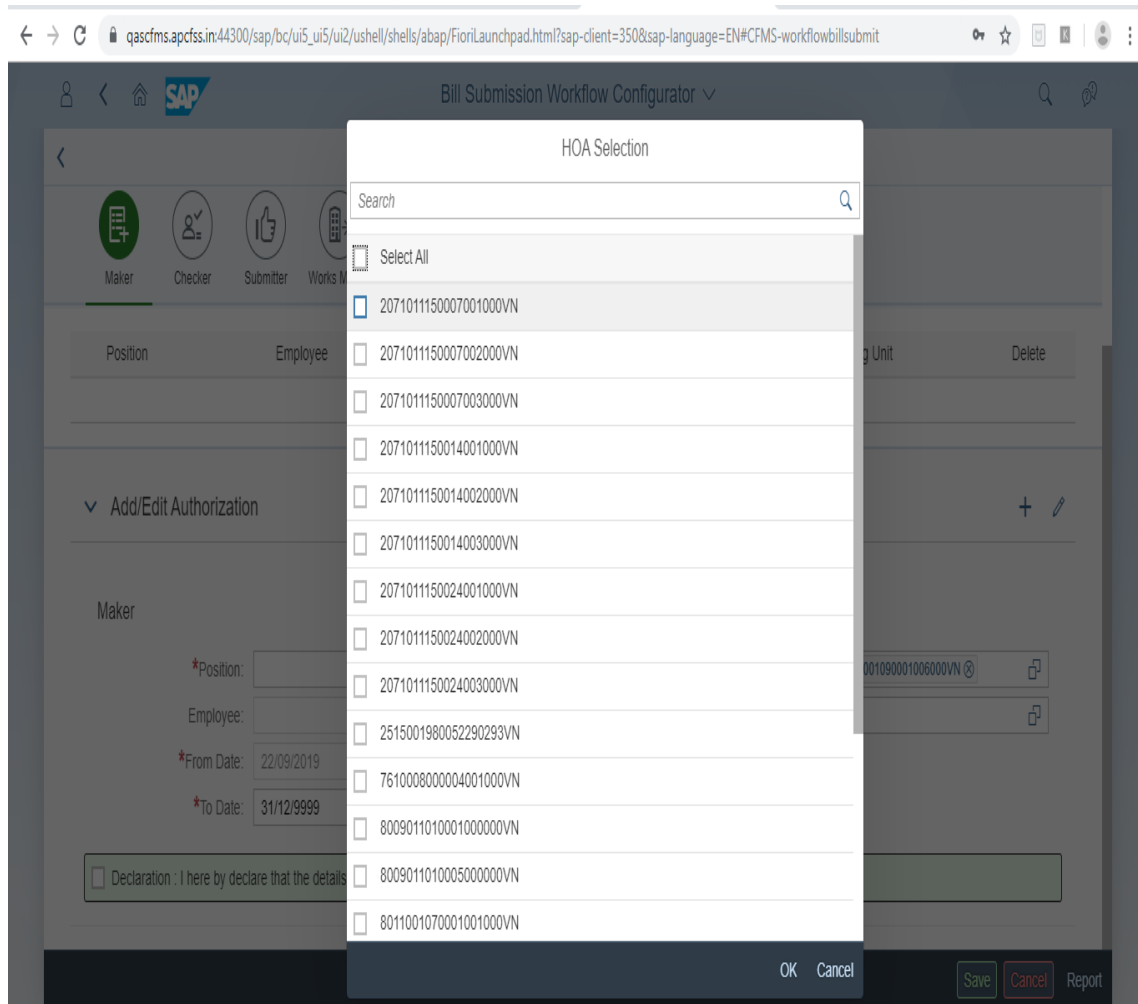 qascfms.apcfss.in:44300/sap/bc/ui5_ui5/ui2/ushell/shells/abap/FioriLaunchpad.html?sap-client=350&sap-language=EN#CFMS-workflowbillsubmit
SAP
Bill Submission Workflow Configurator
HOA Selection
Search
Maker
Checker
Submitter
Works M
Select All
2071011150007001000VN
Position Employee g Unit Delete
2071011150007002000VN
2071011150007003000VN
2071011150014001000VN
2071011150014002000VN
Add/Edit Authorization
2071011150014003000VN
2071011150024001000VN
Maker
2071011150024002000VN
*Position:
001090001006000VN
2071011150024003000VN
Employee:
2515001980052290293VN
*From Date: 22/09/2019
7610008000004001000VN
*To Date: 31/12/9999
8009011010001000000VN
Declaration : I here by declare that the details
8009011010005000000VN
8011001070001001000VN
OK Cancel
Save Cancel Report